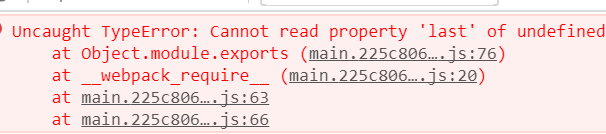 Uncaught TypeError: Cannot read property 'last' of undefined
at Object.module.exports (main.225c806….js:76)
at __webpack_require__ (main.225c806….js:20)
at main.225c806….js:63
at main.225c806….js:66